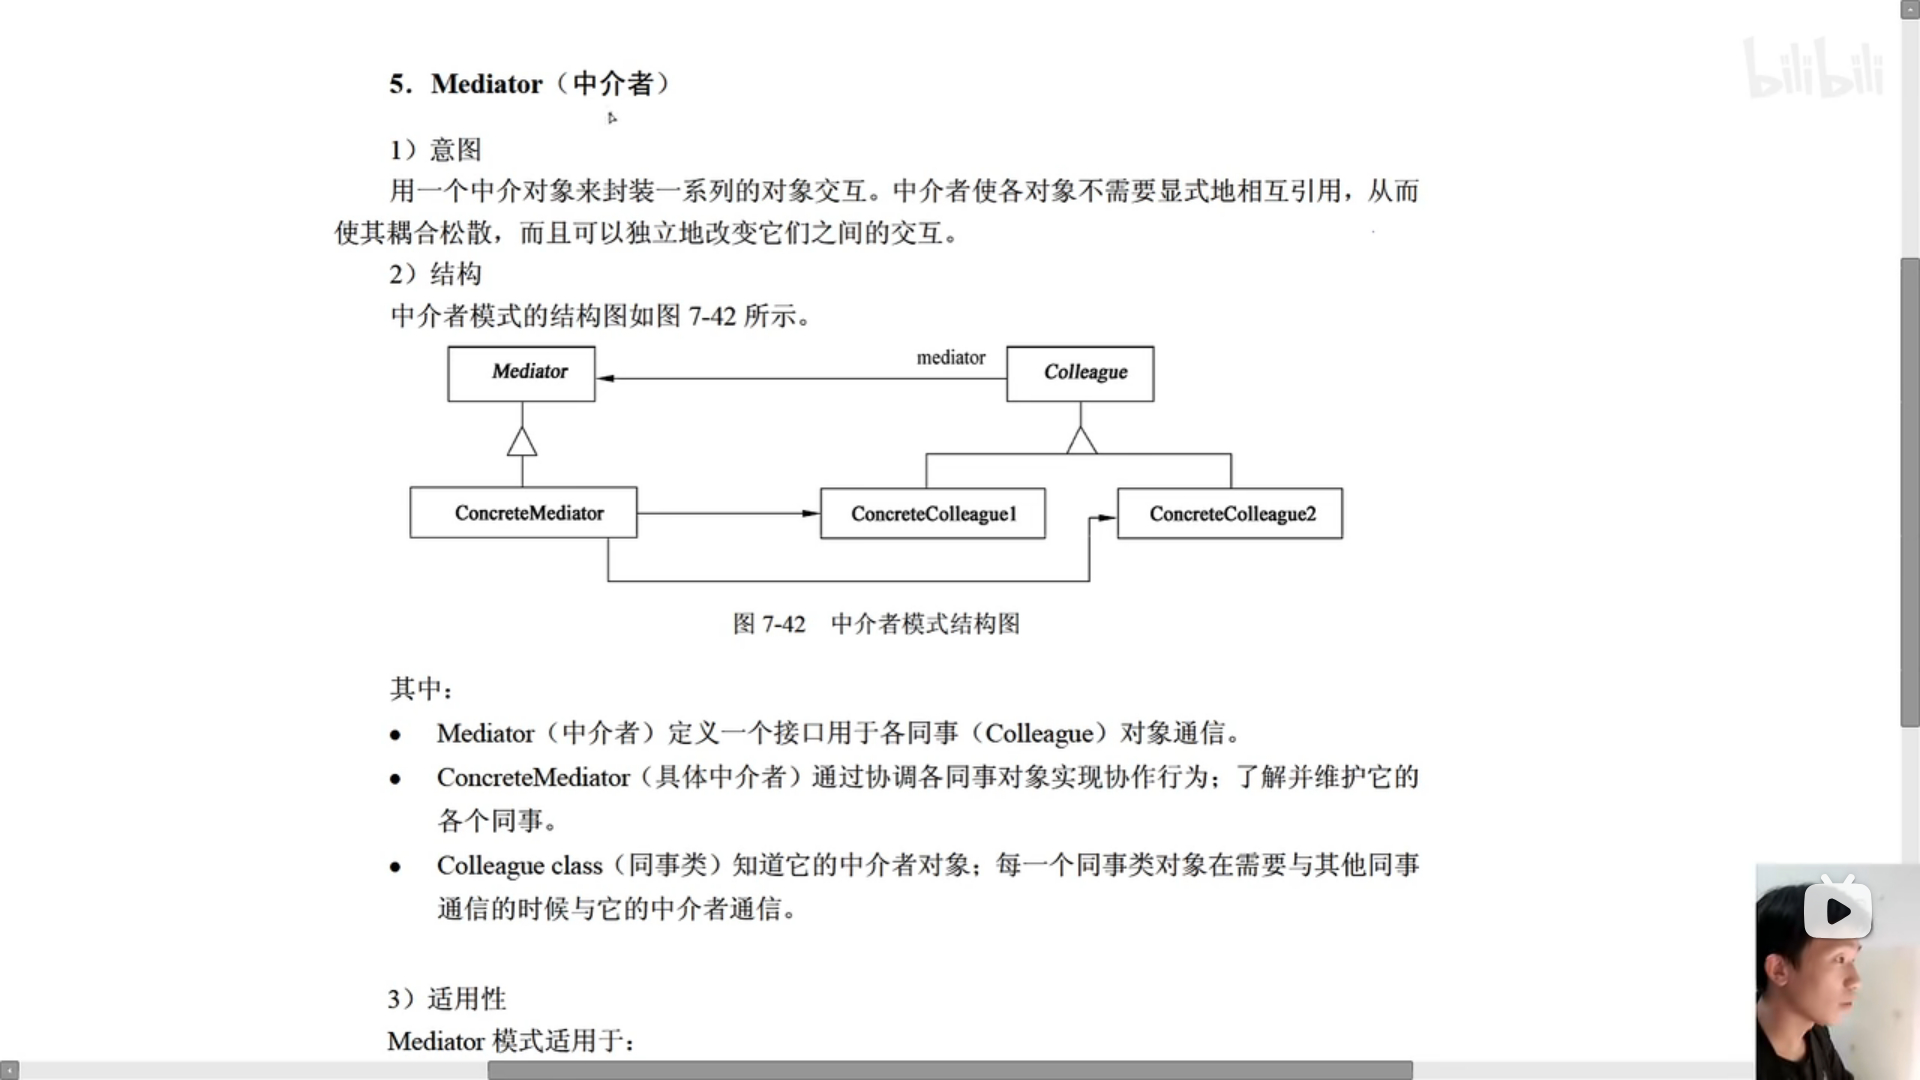 bilibili
5．Mediator（中介者）
1）意图
用一个中介对象来封装一系列的对象交互。中介者使各对象不需要显式地相互引用，从而
使其耦合松散，而且可以独立地改变它们之间的交互。
2）结构
中介者模式的结构图如图 7-42 所示。
Mediator
mediator
Colleague
ConcreteMediator
ConcreteColleague1
ConcreteColleague2
图 7-42 中介者模式结构图
其中：
● Mediator（中介者）定义一个接口用于各同事（Colleague）对象通信。
● ConcreteMediator（具体中介者）通过协调各同事对象实现协作行为；了解并维护它的
各个同事。
● Colleague class（同事类）知道它的中介者对象；每一个同事类对象在需要与其他同事
通信的时候与它的中介者通信。
3）适用性
Mediator 模式适用于：